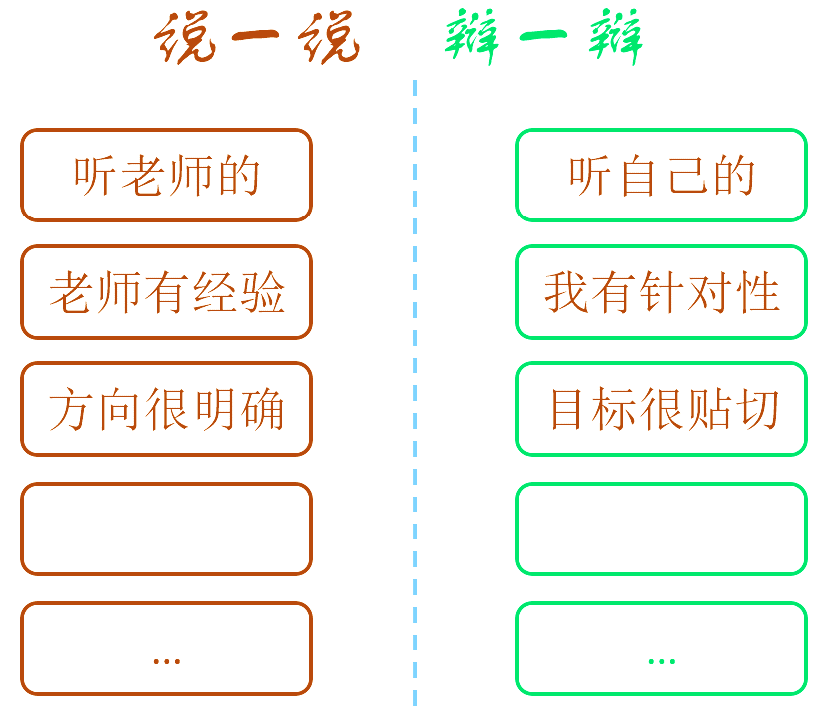 说一说 辩一辩
听老师的
老师有经验
方向很明确
...
听自己的
我有针对性
目标很贴切
...